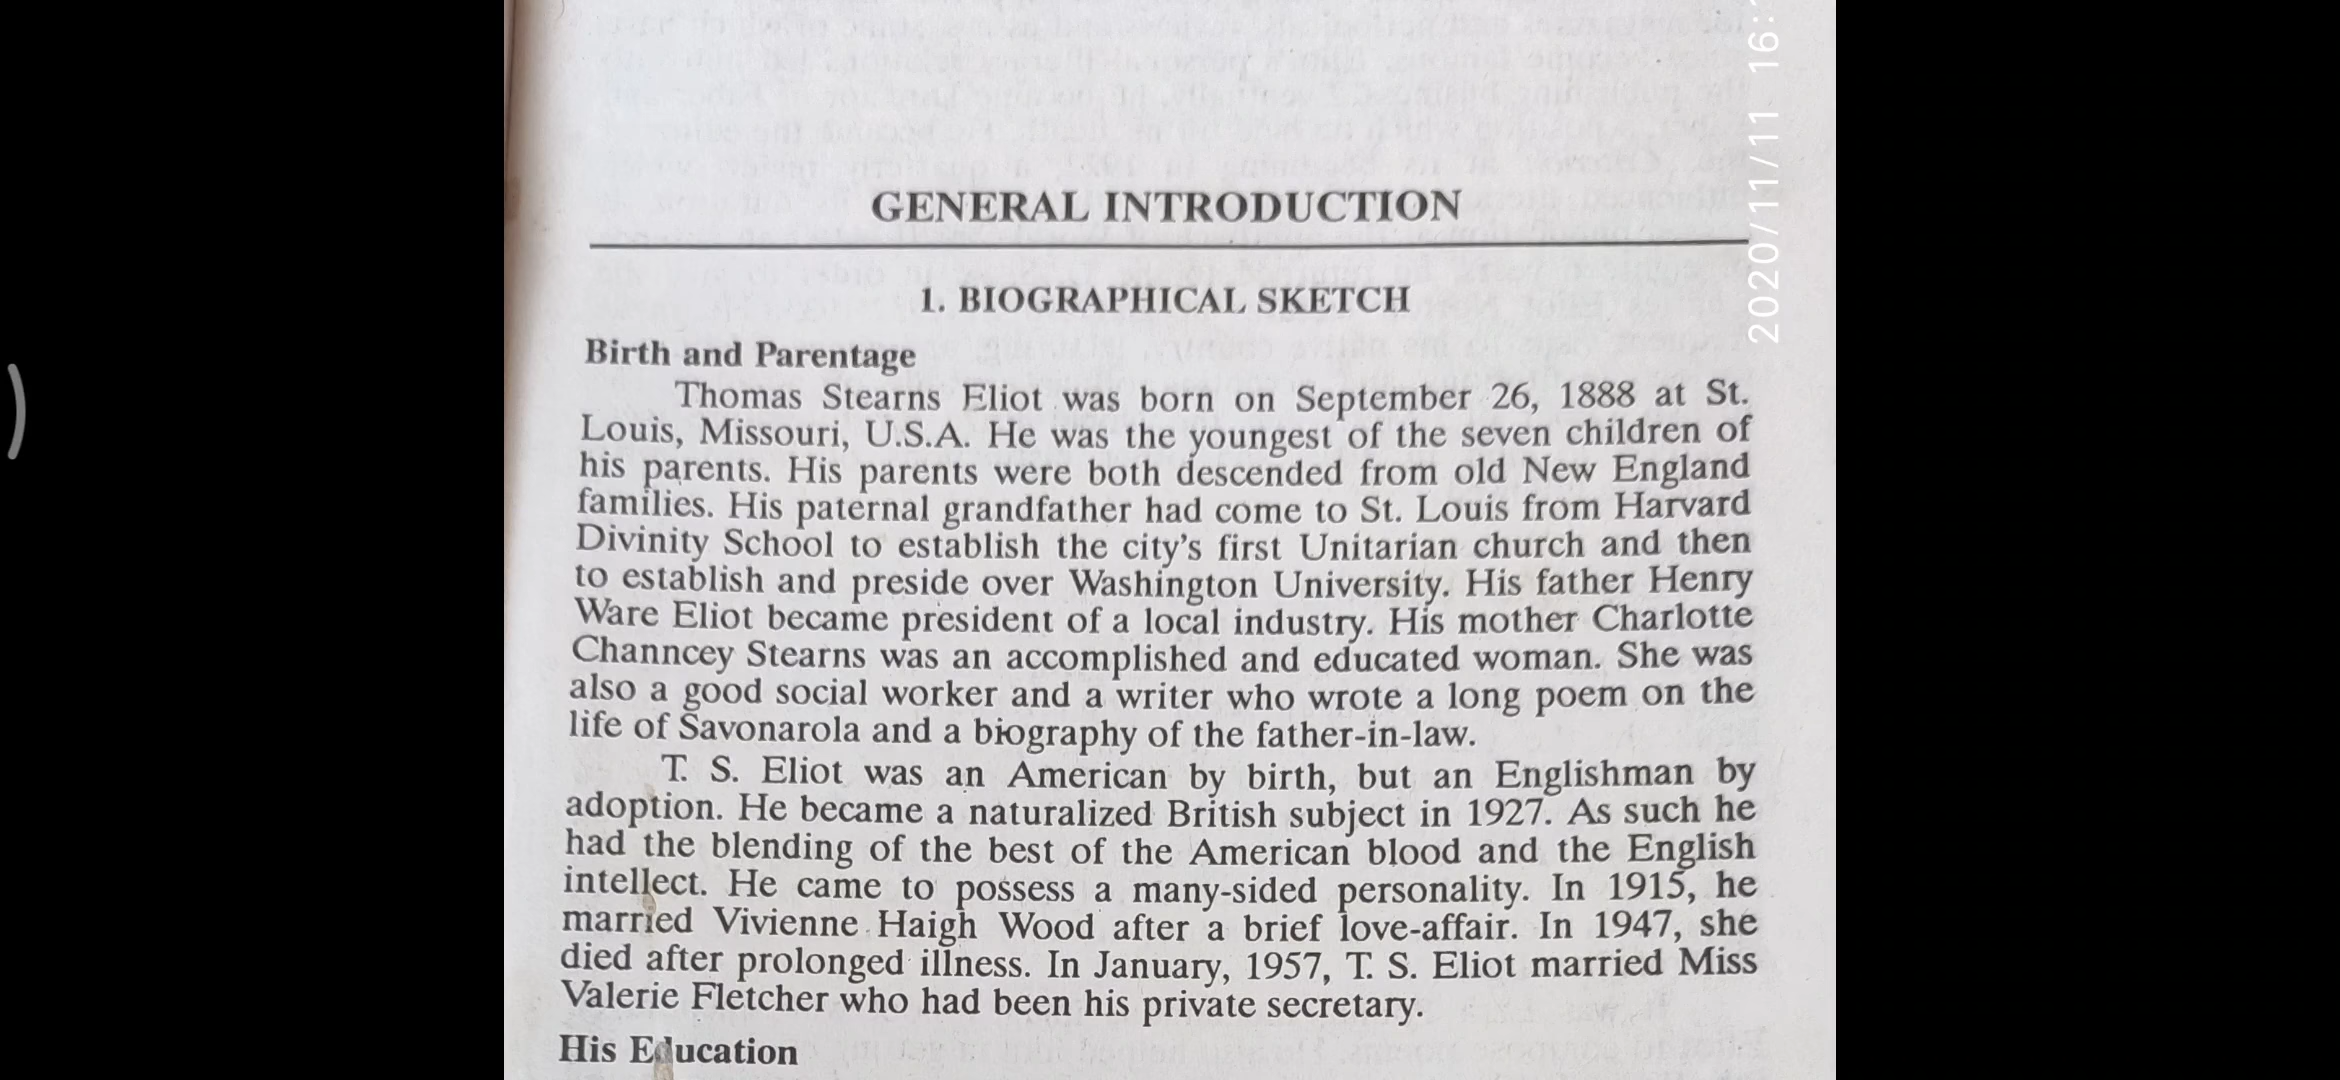 GENERAL INTRODUCTION
1. BIOGRAPHICAL SKETCH
Birth and Parentage
Thomas Stearns Eliot was born on September 26, 1888 at St.
Louis, Missouri, U.S.A. He was the youngest of the seven children of
his parents. His parents were both descended from old New England
families. His paternal grandfather had come to St. Louis from Harvard
Divinity School to establish the city's first Unitarian church and then
to establish and preside over Washington University. His father Henry
Ware Eliot became president of a local industry. His mother Charlotte
Channcey Stearns was an accomplished and educated woman. She was
also a good social worker and a writer who wrote a long poem on the
life of Savonarola and a biography of the father-in-law.
T. S. Eliot was an American by birth, but an Englishman by
adoption. He became a naturalized British subject in 1927. As such he
had the blending of the best of the American blood and the English
intellect. He came to possess a many-sided personality. In 1915, he
married Vivienne Haigh Wood after a brief love-affair. In 1947, she
died after prolonged illness. In January, 1957, T. S. Eliot married Miss
Valerie Fletcher who had been his private secretary.
His Education
2020/11/11 16: